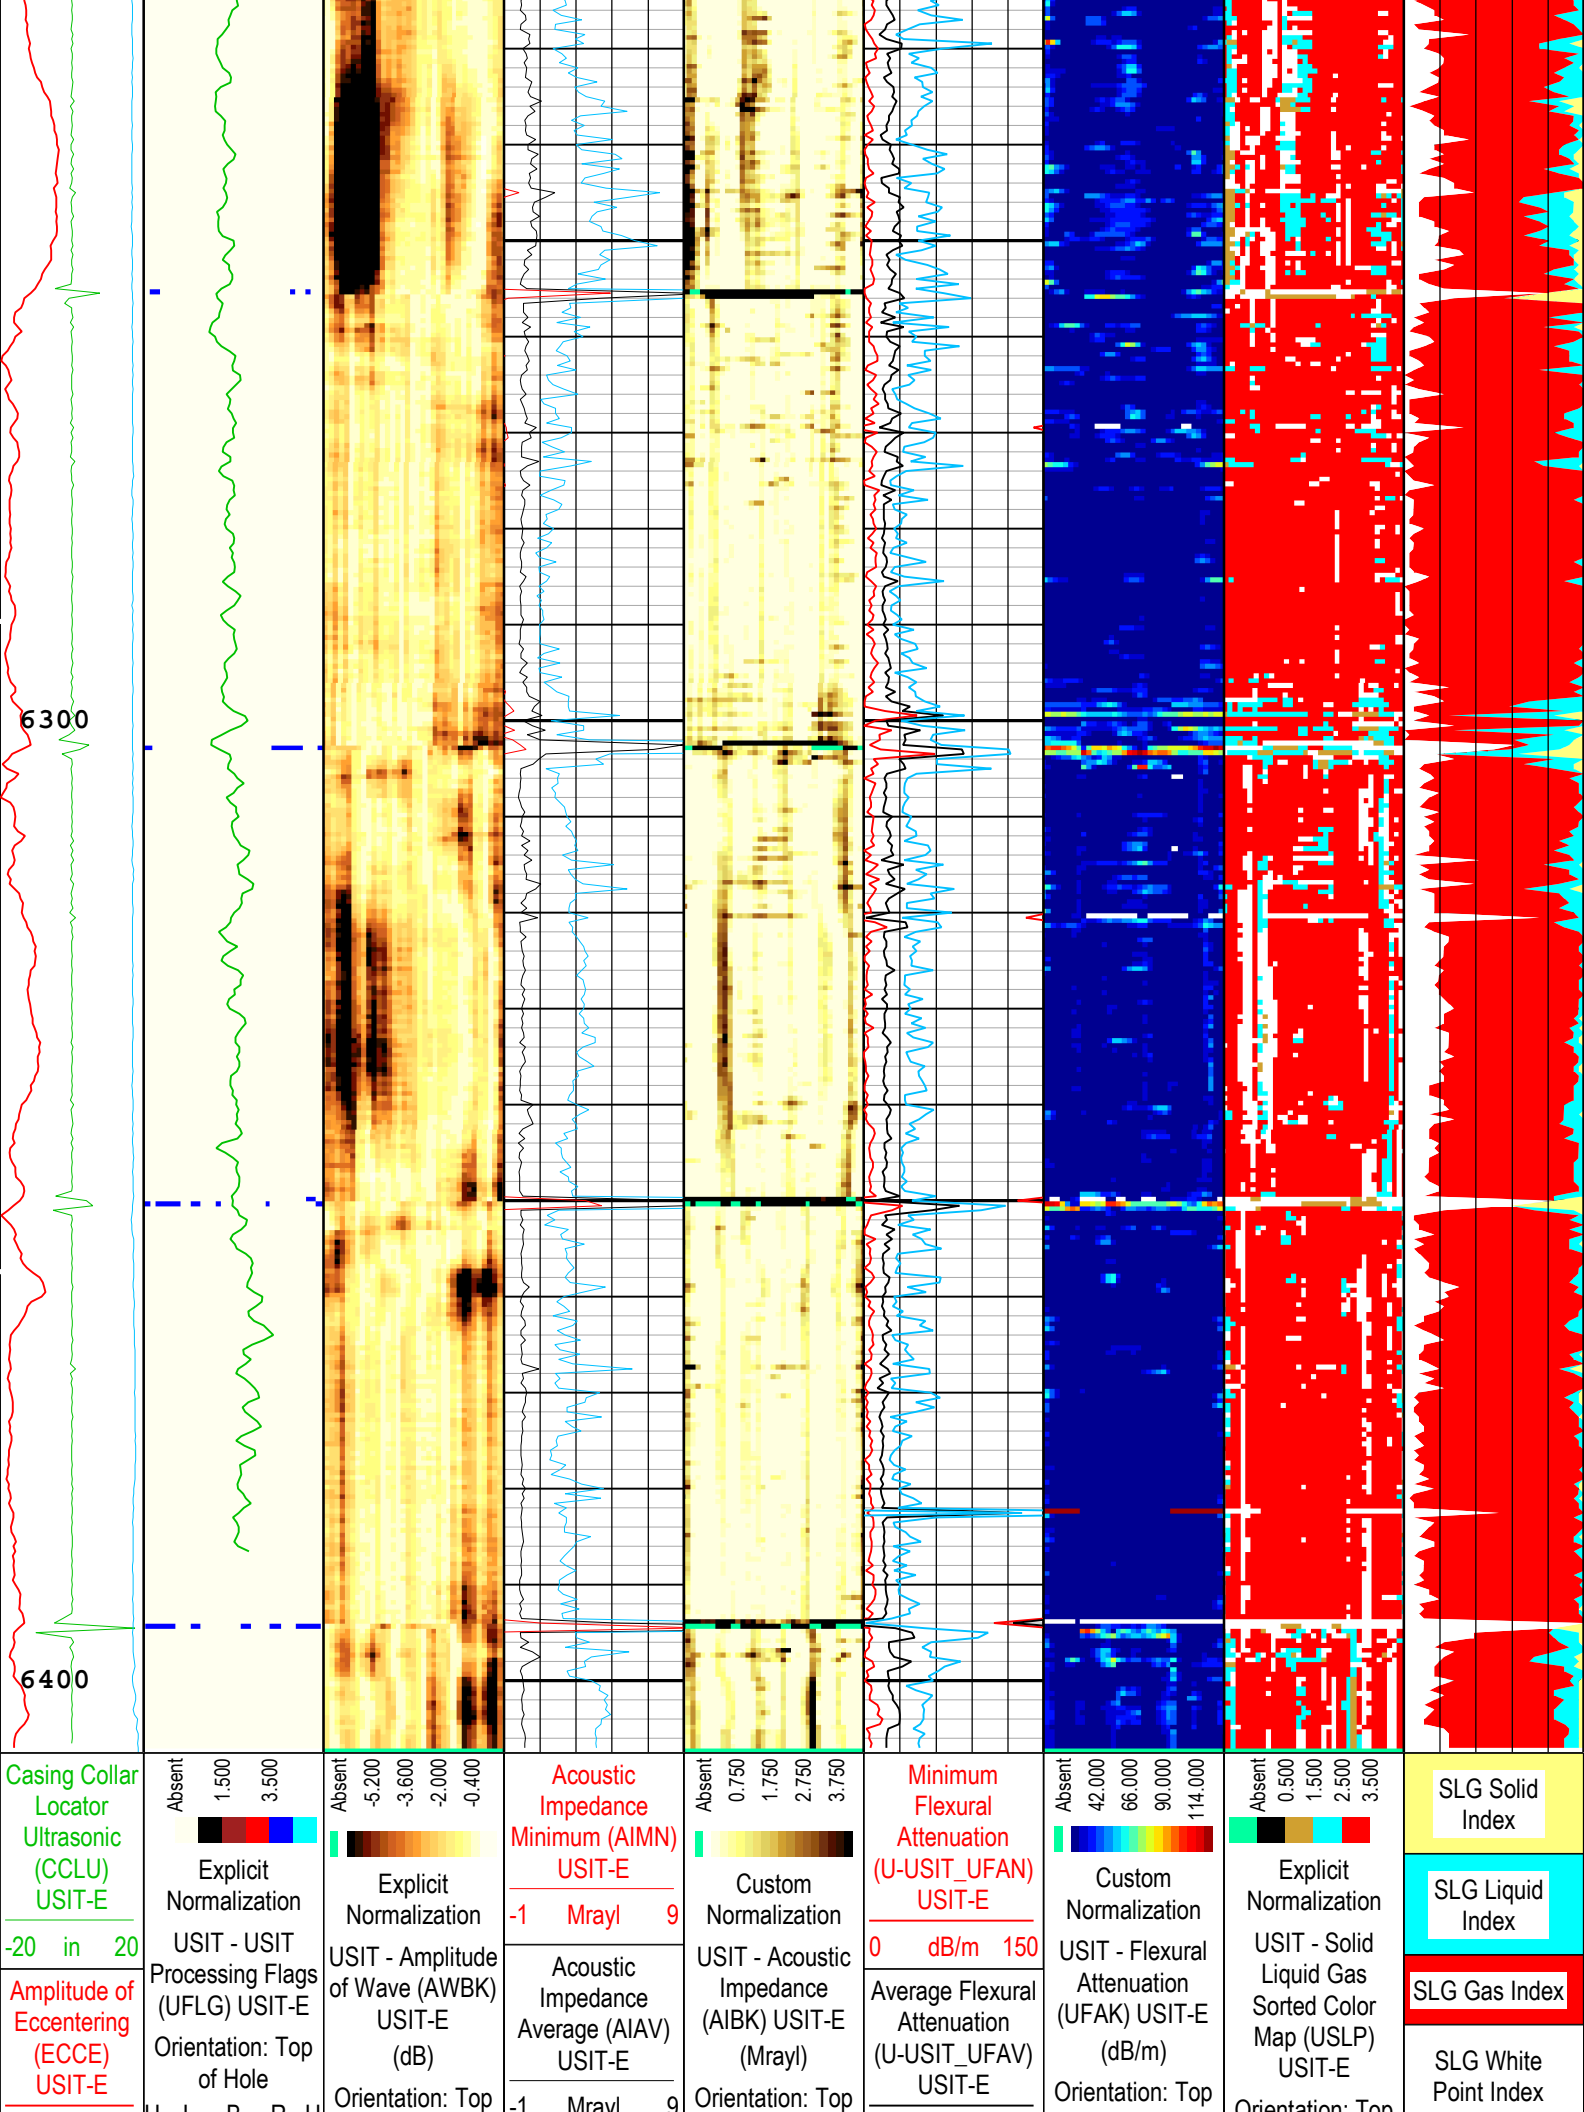 6300
6400
Casing Collar
Locator
Ultrasonic
(CCLU)
USIT-E
-20 in 20
Amplitude of
Eccentering
(ECCE)
USIT-E
Absent 1.500 3.500
Explicit
Normalization
USIT - USIT
Processing Flags
(UFLG) USIT-E
Orientation: Top
of Hole
Absent -5.200 -3.600 -2.000 -0.400
Explicit
Normalization
USIT - Amplitude
of Wave (AWBK)
USIT-E
(dB)
Orientation: Top
Acoustic
Impedance
Minimum (AIMN)
USIT-E
-1 Mrayl 9
Acoustic
Impedance
Average (AIAV)
USIT-E
-1 Mrayl 9
Absent 0.750 1.750 2.750 3.750
Custom
Normalization
USIT - Acoustic
Impedance
(AIBK) USIT-E
(Mrayl)
Orientation: Top
Minimum
Flexural
Attenuation
(U-USIT_UFAN)
USIT-E
0 dB/m 150
Average Flexural
Attenuation
(U-USIT_UFAV)
USIT-E
Absent 42.000 66.000 90.000 114.000
Custom
Normalization
USIT - Flexural
Attenuation
(UFAK) USIT-E
(dB/m)
Orientation: Top
Absent 0.500 1.500 2.500 3.500
Explicit
Normalization
USIT - Solid
Liquid Gas
Sorted Color
Map (USLP)
USIT-E
Orientation: Top
SLG Solid
Index
SLG Liquid
Index
SLG Gas Index
SLG White
Point Index